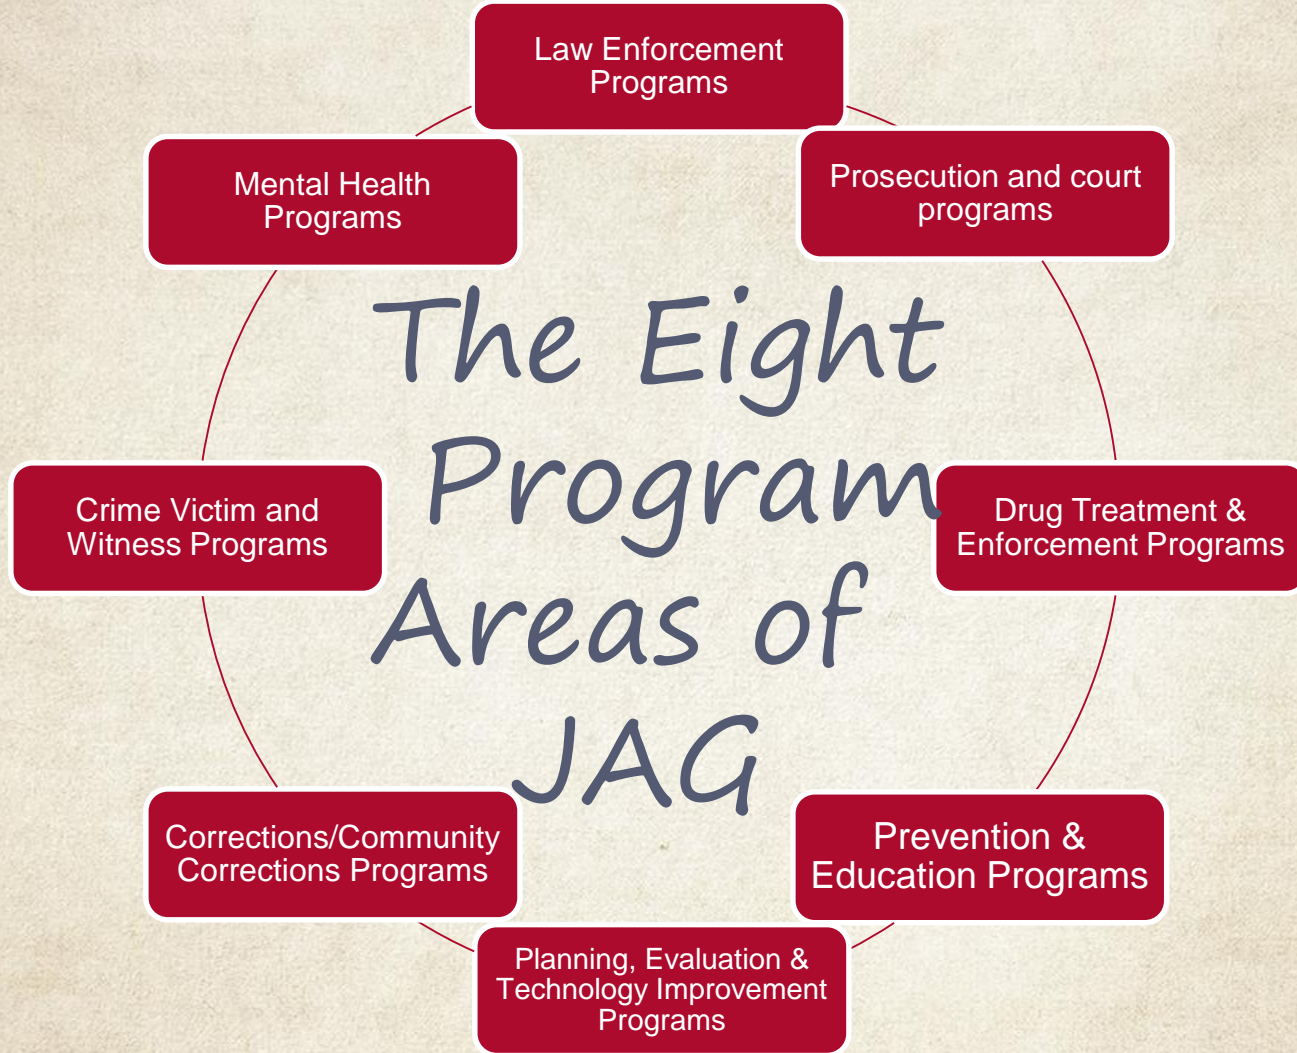 Law Enforcement
Programs
Prosecution and court
programs
Mental Health
Programs
The Eight
Program
Areas of
JAG
Crime Victim and
Witness Programs
Drug Treatment &
Enforcement Programs
Corrections/Community
Corrections Programs
Prevention &
Education Programs
Planning, Evaluation &
Technology Improvement
Programs